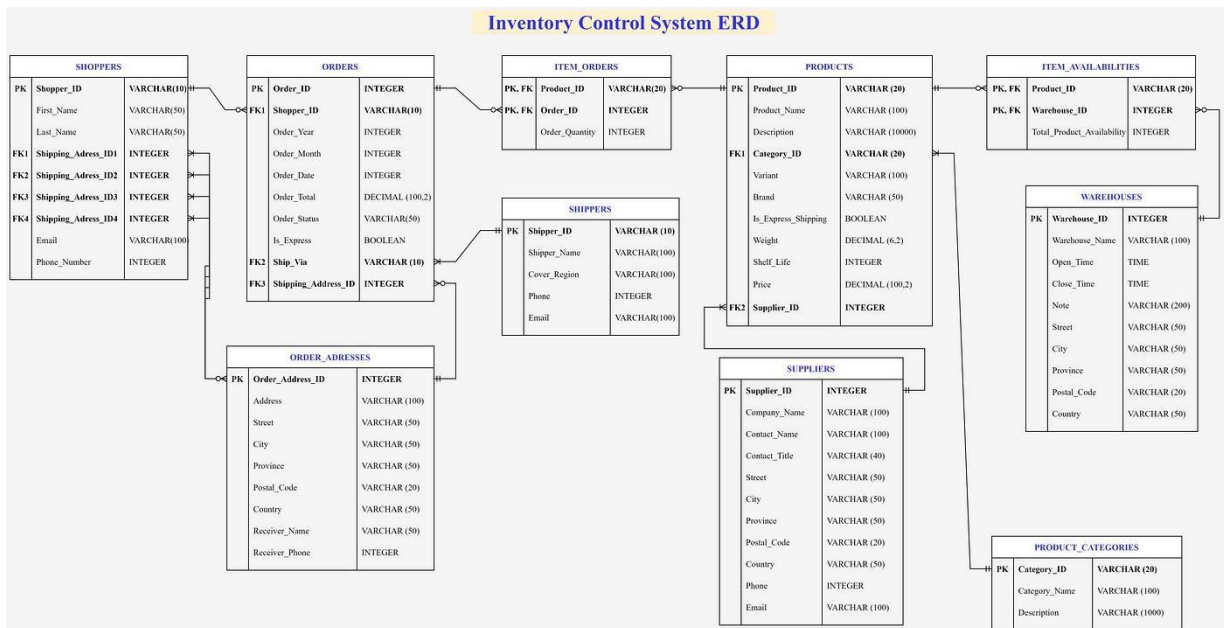 Inventory Control System ERD
SHOPPERS
PK Shopper_ID VARCHAR(10)
First_Name VARCHAR(50)
Last_Name VARCHAR(50)
FK1 Shipping_Adress_ID1 INTEGER
FK2 Shipping_Adress_ID2 INTEGER
FK3 Shipping_Adress_ID3 INTEGER
FK4 Shipping_Adress_ID4 INTEGER
Email VARCHAR(100)
Phone_Number INTEGER
ORDERS
PK Order_ID INTEGER
FK1 Shopper_ID VARCHAR(10)
Order_Year INTEGER
Order_Month INTEGER
Order_Date INTEGER
Order_Total DECIMAL (100,2)
Order_Status VARCHAR(50)
Is_Express BOOLEAN
FK2 Ship_Via VARCHAR (10)
FK3 Shipping_Address_ID INTEGER
ITEM_ORDERS
PK, FK Product_ID VARCHAR(20)
PK, FK Order_ID INTEGER
Order_Quantity INTEGER
PRODUCTS
PK Product_ID VARCHAR (20)
Product_Name VARCHAR (100)
Description VARCHAR (10000)
FK1 Category_ID VARCHAR (20)
Variant VARCHAR (100)
Brand VARCHAR (50)
Is_Express_Shipping BOOLEAN
Weight DECIMAL (6,2)
Shelf_Life INTEGER
Price DECIMAL (100,2)
FK2 Supplier_ID INTEGER
ITEM_AVAILABILITIES
PK, FK Product_ID VARCHAR (20)
PK, FK Warehouse_ID INTEGER
Total_Product_Availability INTEGER
SHIPPERS
PK Shipper_ID VARCHAR (10)
Shipper_Name VARCHAR(100)
Cover_Region VARCHAR(100)
Phone INTEGER
Email VARCHAR(100)
WAREHOUSES
PK Warehouse_ID INTEGER
Warehouse_Name VARCHAR (100)
Open_Time TIME
Close_Time TIME
Note VARCHAR (200)
Street VARCHAR (50)
City VARCHAR (50)
Province VARCHAR (50)
Postal_Code VARCHAR (20)
Country VARCHAR (50)
ORDER_ADRESSES
PK Order_Address_ID INTEGER
Address VARCHAR (100)
Street VARCHAR (50)
City VARCHAR (50)
Province VARCHAR (50)
Postal_Code VARCHAR (20)
Country VARCHAR (50)
Receiver_Name VARCHAR (50)
Receiver_Phone INTEGER
SUPPLIERS
PK Supplier_ID INTEGER
Company_Name VARCHAR (100)
Contact_Name VARCHAR (100)
Contact_Title VARCHAR (40)
Street VARCHAR (50)
City VARCHAR (50)
Province VARCHAR (50)
Postal_Code VARCHAR (20)
Country VARCHAR (50)
Phone INTEGER
Email VARCHAR (100)
PRODUCT_CATEGORIES
PK Category_ID VARCHAR (20)
Category_Name VARCHAR (100)
Description VARCHAR (1000)